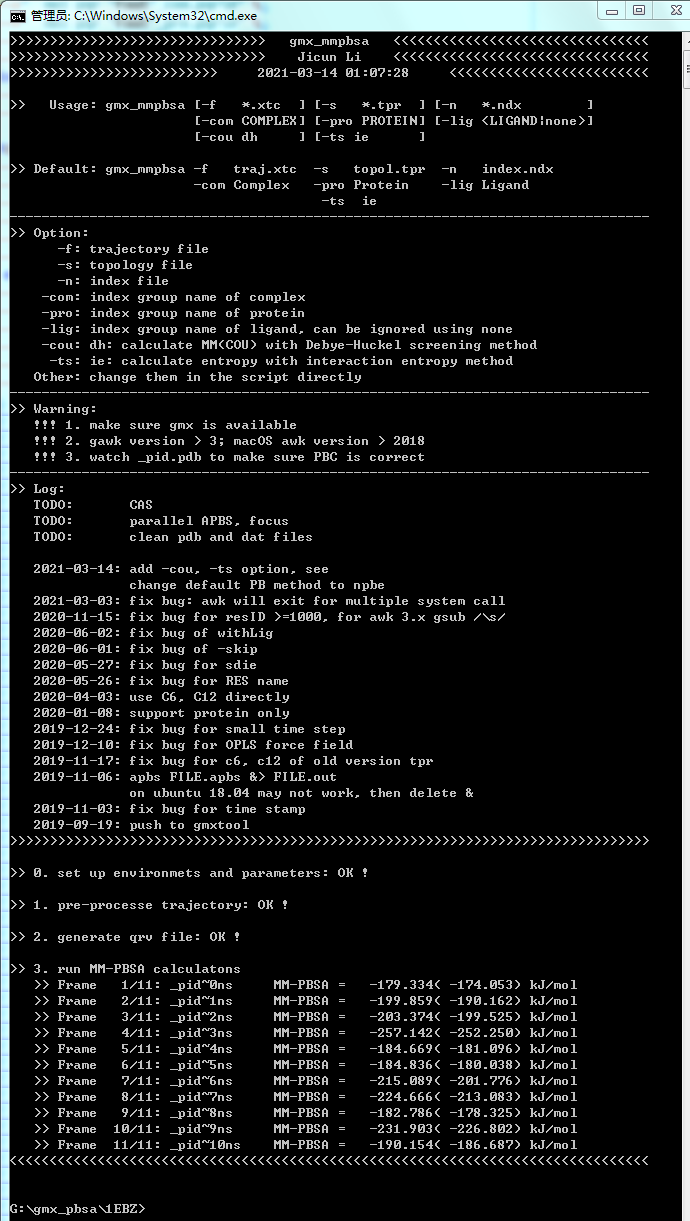 管理员: C:\Windows\System32\cmd.exe
>>>>>>>>>>>>>>>>>>>>>>>>>>>>>>>>   gmx_mmpbsa   <<<<<<<<<<<<<<<<<<<<<<<<<<<<<<<<
>>>>>>>>>>>>>>>>>>>>>>>>>>>>>>>>    Jicun Li    <<<<<<<<<<<<<<<<<<<<<<<<<<<<<<<<
>>>>>>>>>>>>>>>>>>>>>>>>>>     2021-03-14 01:07:28     <<<<<<<<<<<<<<<<<<<<<<<<<
>>   Usage: gmx_mmpbsa [-f   *.xtc  ] [-s   *.tpr  ] [-n   *.ndx        ]
[-com COMPLEX] [-pro PROTEIN] [-lig <LIGAND|none>]
[-cou dh     ] [-ts ie      ]
>> Default: gmx_mmpbsa -f   traj.xtc  -s   topol.tpr  -n   index.ndx
-com Complex   -pro Protein    -lig Ligand
-ts  ie
--------------------------------------------------------------------------------
>> Option:
-f: trajectory file
-s: topology file
-n: index file
-com: index group name of complex
-pro: index group name of protein
-lig: index group name of ligand, can be ignored using none
-cou: dh: calculate MM(COU) with Debye-Huckel screening method
-ts: ie: calculate entropy with interaction entropy method
Other: change them in the script directly
--------------------------------------------------------------------------------
>> Warning:
!!! 1. make sure gmx is available
!!! 2. gawk version > 3; macOS awk version > 2018
!!! 3. watch _pid.pdb to make sure PBC is correct
--------------------------------------------------------------------------------
>> Log:
TODO:       CAS
TODO:       parallel APBS, focus
TODO:       clean pdb and dat files
2021-03-14: add -cou, -ts option, see
change default PB method to npbe
2021-03-03: fix bug: awk will exit for multiple system call
2020-11-15: fix bug for resID >=1000, for awk 3.x gsub /\s/
2020-06-02: fix bug of withLig
2020-06-01: fix bug of -skip
2020-05-27: fix bug for sdie
2020-05-26: fix bug for RES name
2020-04-03: use C6, C12 directly
2020-01-08: support protein only
2019-12-24: fix bug for small time step
2019-12-10: fix bug for OPLS force field
2019-11-17: fix bug for c6, c12 of old version tpr
2019-11-06: apbs FILE.apbs &> FILE.out
on ubuntu 18.04 may not work, then delete &
2019-11-03: fix bug for time stamp
2019-09-19: push to gmxtool
>>>>>>>>>>>>>>>>>>>>>>>>>>>>>>>>>>>>>>>>>>>>>>>>>>>>>>>>>>>>>>>>>>>>>>>>>>>>>>>>
>> 0. set up environmets and parameters: OK !
>> 1. pre-processe trajectory: OK !
>> 2. generate qrv file: OK !
>> 3. run MM-PBSA calculatons
>> Frame   1/11: _pid~0ns     MM-PBSA =   -179.334( -174.053) kJ/mol
>> Frame   2/11: _pid~1ns     MM-PBSA =   -199.859( -190.162) kJ/mol
>> Frame   3/11: _pid~2ns     MM-PBSA =   -203.374( -199.525) kJ/mol
>> Frame   4/11: _pid~3ns     MM-PBSA =   -257.142( -252.250) kJ/mol
>> Frame   5/11: _pid~4ns     MM-PBSA =   -184.669( -181.096) kJ/mol
>> Frame   6/11: _pid~5ns     MM-PBSA =   -184.836( -180.038) kJ/mol
>> Frame   7/11: _pid~6ns     MM-PBSA =   -215.089( -201.776) kJ/mol
>> Frame   8/11: _pid~7ns     MM-PBSA =   -224.666( -213.083) kJ/mol
>> Frame   9/11: _pid~8ns     MM-PBSA =   -182.786( -178.325) kJ/mol
>> Frame  10/11: _pid~9ns     MM-PBSA =   -231.903( -226.802) kJ/mol
>> Frame  11/11: _pid~10ns    MM-PBSA =   -190.154( -186.687) kJ/mol
<<<<<<<<<<<<<<<<<<<<<<<<<<<<<<<<<<<<<<<<<<<<<<<<<<<<<<<<<<<<<<<<<<<<<<<<<<<<<<<<
G:\gmx_pbsa\1EBZ>